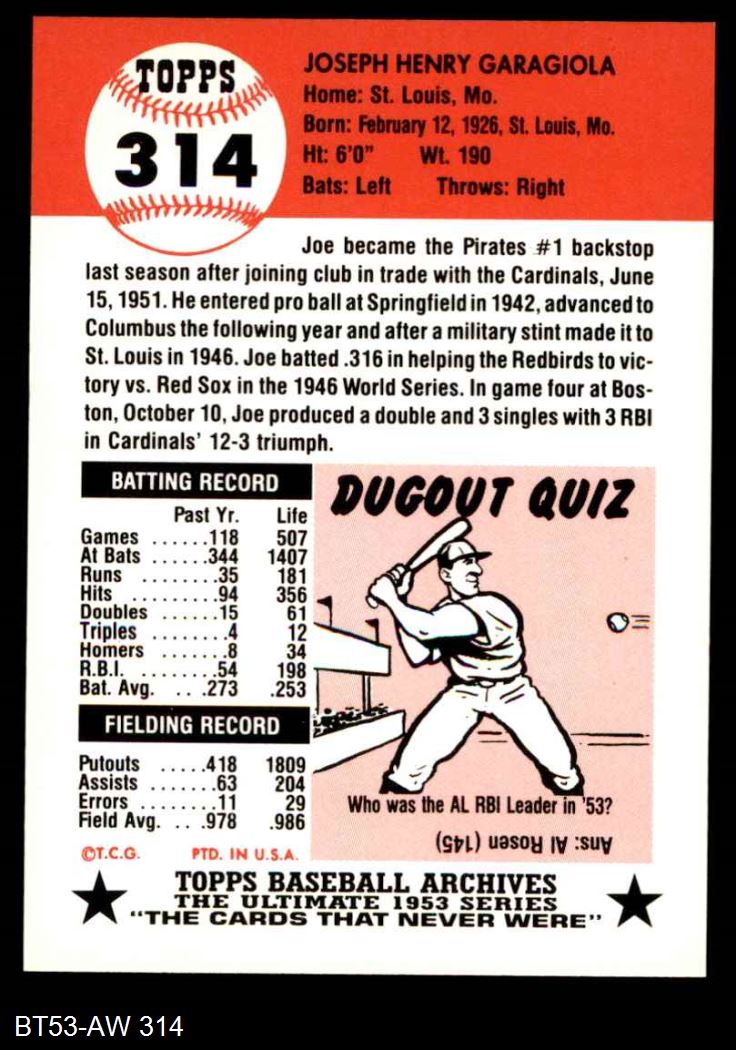 TOPPS
314
JOSEPH HENRY GARAGIOLA
Home: St. Louis, Mo.
Born: February 12, 1926, St. Louis, Mo.
Ht: 6'0" Wt. 190
Bats: Left Throws: Right
Joe became the Pirates #1 backstop
last season after joining club in trade with the Cardinals, June
15, 1951. He entered pro ball at Springfield in 1942, advanced to
Columbus the following year and after a military stint made it to
St. Louis in 1946. Joe batted .316 in helping the Redbirds to vic-
tory vs. Red Sox in the 1946 World Series. In game four at Bos-
ton, October 10, Joe produced a double and 3 singles with 3 RBI
in Cardinals' 12-3 triumph.
BATTING RECORD
Past Yr. Life
Games ......118 507
At Bats ......344 1407
Runs .......35 181
Hits ........94 356
Doubles .....15 61
Triples .......4 12
Homers .......8 34
R.B.I. .......54 198
Bat. Avg. ....273 .253
FIELDING RECORD
Putouts .....418 1809
Assists ......63 204
Errors .......11 29
Field Avg. ....978 .986
©T.C.G. PTD. IN U.S.A.
DUGOUT QUIZ
Who was the AL RBI Leader in '53?
Ans: Al Rosen (145)
TOPPS BASEBALL ARCHIVES
THE ULTIMATE 1953 SERIES
"THE CARDS THAT NEVER WERE"
BT53-AW 314